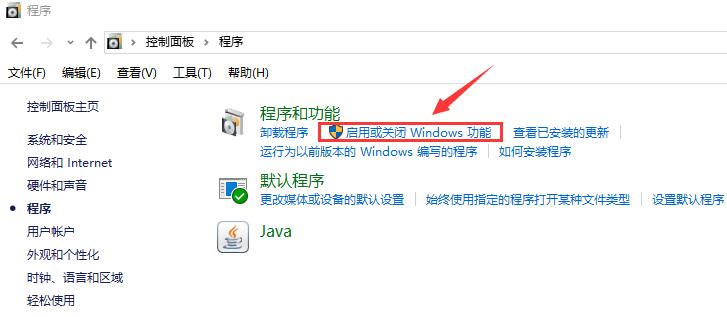 程序
控制面板 > 程序
文件(F) 编辑(E) 查看(V) 工具(T) 帮助(H)
控制面板主页
系统和安全
网络和 Internet
硬件和声音
程序
用户帐户
外观和个性化
时钟、语言和区域
轻松使用
程序和功能
卸载程序 启用或关闭 Windows 功能 查看已安装的更新
运行为以前版本的 Windows 编写的程序 如何安装程序
默认程序
更改媒体或设备的默认设置 始终使用指定的程序打开某种文件类型 设置默认程序
Java